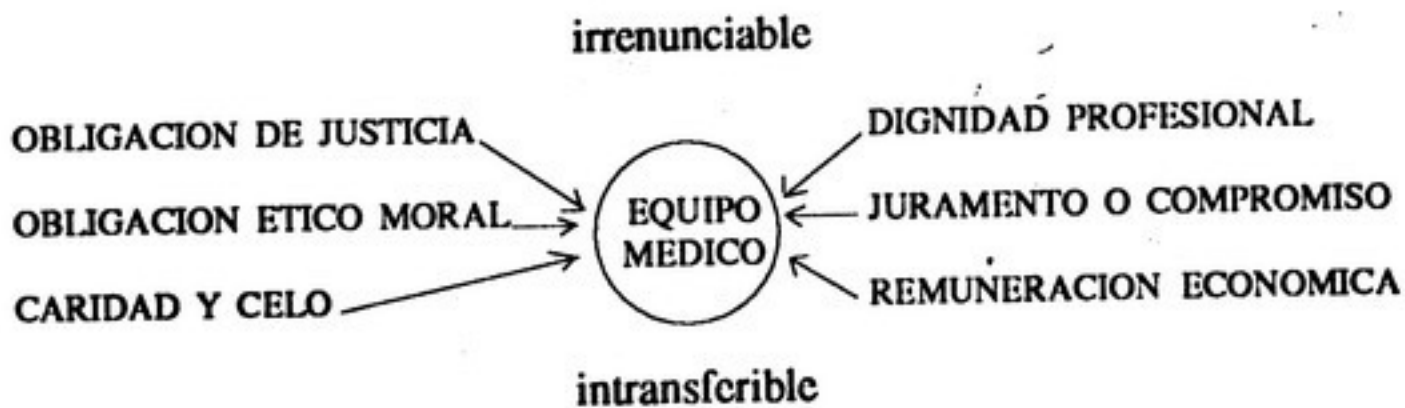 irrenunciable
OBLIGACION DE JUSTICIA
DIGNIDAD PROFESIONAL
OBLIGACION ETICO MORAL
EQUIPO
MEDICO
JURAMENTO O COMPROMISO
CARIDAD Y CELO
REMUNERACION ECONOMICA
intransferible